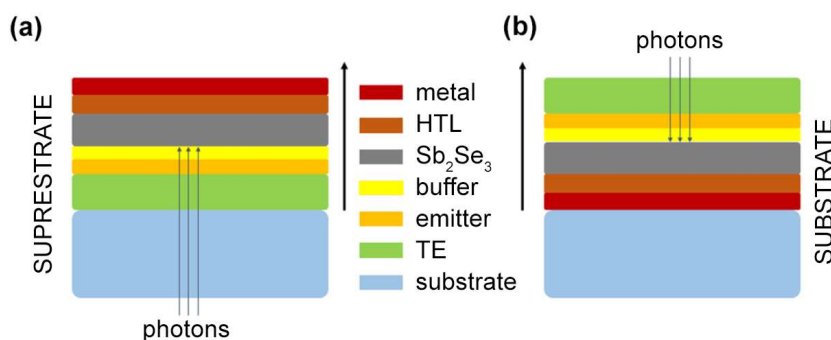 (a)
SUPRESTRATE
photons
metal
HTL
Sb₂Se₃
buffer
emitter
TE
substrate
(b)
photons
SUBSTRATE